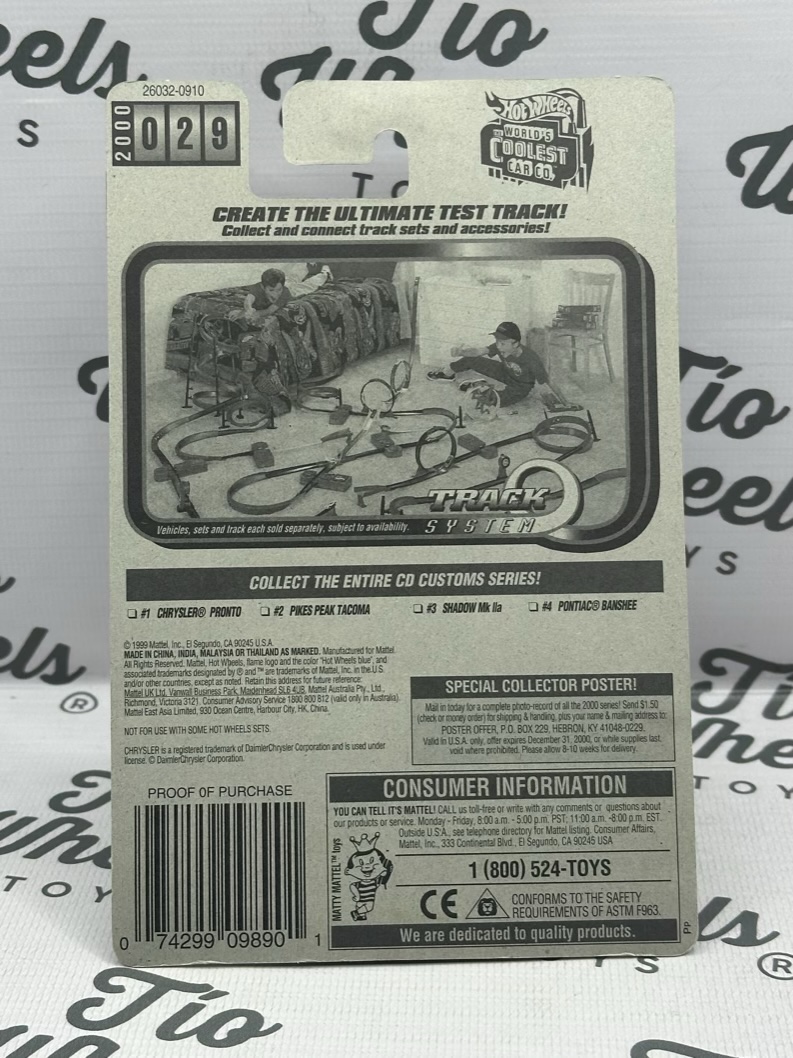 26032-0910
2000
029
HOT WHEELS
THE WORLD'S
COOLEST
CAR CO.™
CREATE THE ULTIMATE TEST TRACK!
Collect and connect track sets and accessories!
TRACK
SYSTEM
Vehicles, sets and track each sold separately, subject to availability.
COLLECT THE ENTIRE CD CUSTOMS SERIES!
❏ #1 CHRYSLER® PRONTO ❏ #2 PIKES PEAK TACOMA ❏ #3 SHADOW Mk IIa ❏ #4 PONTIAC® BANSHEE
© 1999 Mattel, Inc., El Segundo, CA 90245 U.S.A.
MADE IN CHINA, INDIA, MALAYSIA OR THAILAND AS MARKED. Manufactured for Mattel.
All Rights Reserved. Mattel, Hot Wheels, flame logo and the color "Hot Wheels blue", and
associated trademarks designated by ® and ™ are trademarks of Mattel, Inc. in the U.S.
and/or other countries, except as noted. Retain this address for future reference:
Mattel UK Ltd, Vanwall Business Park, Maidenhead SL6 4UB. Mattel Australia Pty., Ltd.,
Richmond, Victoria 3121. Consumer Advisory Service 1800 800 812 (valid only in Australia).
Mattel East Asia Limited, 930 Ocean Centre, Harbour City, HK, China.
NOT FOR USE WITH SOME HOT WHEELS SETS.
CHRYSLER is a registered trademark of DaimlerChrysler Corporation and is used under
license. © DaimlerChrysler Corporation.
SPECIAL COLLECTOR POSTER!
Mail in today for a complete photo-record of all the 2000 series! Send $1.50
(check or money order) for shipping & handling, plus your name & mailing address to:
POSTER OFFER, P.O. BOX 229, HEBRON, KY 41048-0229.
Valid in U.S.A. only, offer expires December 31, 2000, or while supplies last,
void where prohibited. Please allow 8-10 weeks for delivery.
PROOF OF PURCHASE
0 74299 09890 1
CONSUMER INFORMATION
YOU CAN TELL IT'S MATTEL! CALL us toll-free or write with any comments or questions about
our products or service. Monday - Friday, 8:00 a.m. - 5:00 p.m. PST: 11:00 a.m. -8:00 p.m. EST.
Outside U.S.A., see telephone directory for Mattel listing. Consumer Affairs,
Mattel, Inc., 333 Continental Blvd., El Segundo, CA 90245 USA
1 (800) 524-TOYS
MATTY MATTEL™ toys
CE
CONFORMS TO THE SAFETY
REQUIREMENTS OF ASTM F963.
We are dedicated to quality products.
PP
Tio
Wheels
TOYS
®